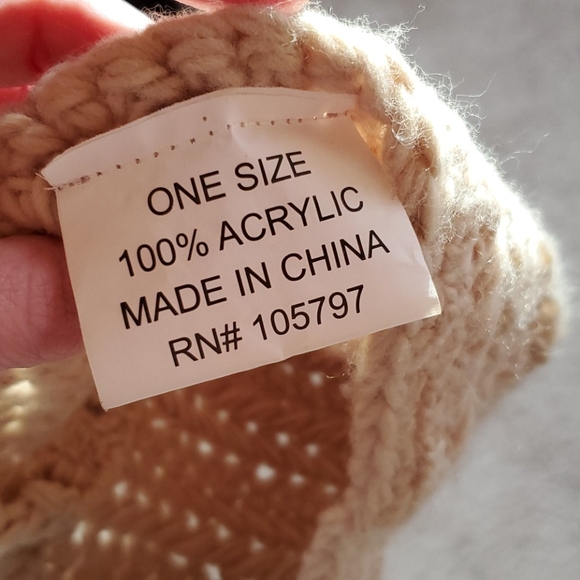 ONE SIZE
100% ACRYLIC
MADE IN CHINA
RN# 105797